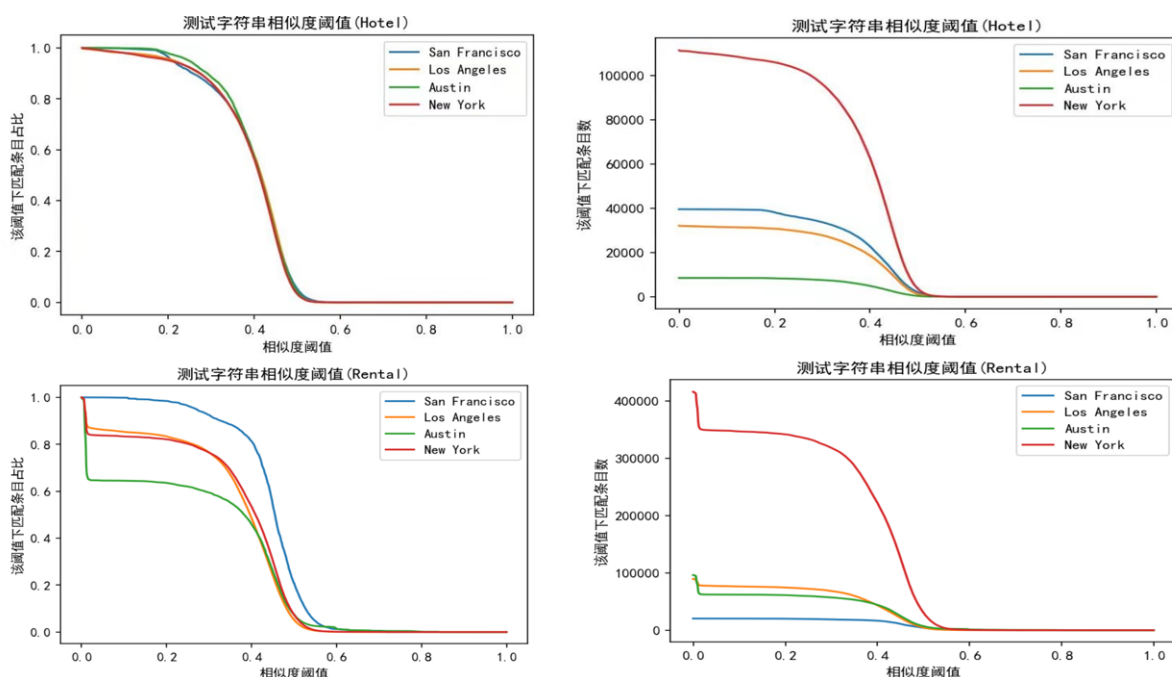 测试字符串相似度阈值(Hotel)
该阈值下匹配条目占比
1.0
0.8
0.6
0.4
0.2
0.0
San Francisco
Los Angeles
Austin
New York
0.0 0.2 0.4 0.6 0.8 1.0
相似度阈值
测试字符串相似度阈值(Hotel)
该阈值下匹配条目数
100000
80000
60000
40000
20000
0
San Francisco
Los Angeles
Austin
New York
0.0 0.2 0.4 0.6 0.8 1.0
相似度阈值
测试字符串相似度阈值(Rental)
该阈值下匹配条目占比
1.0
0.8
0.6
0.4
0.2
0.0
San Francisco
Los Angeles
Austin
New York
0.0 0.2 0.4 0.6 0.8 1.0
相似度阈值
测试字符串相似度阈值(Rental)
该阈值下匹配条目数
400000
300000
200000
100000
0
San Francisco
Los Angeles
Austin
New York
0.0 0.2 0.4 0.6 0.8 1.0
相似度阈值